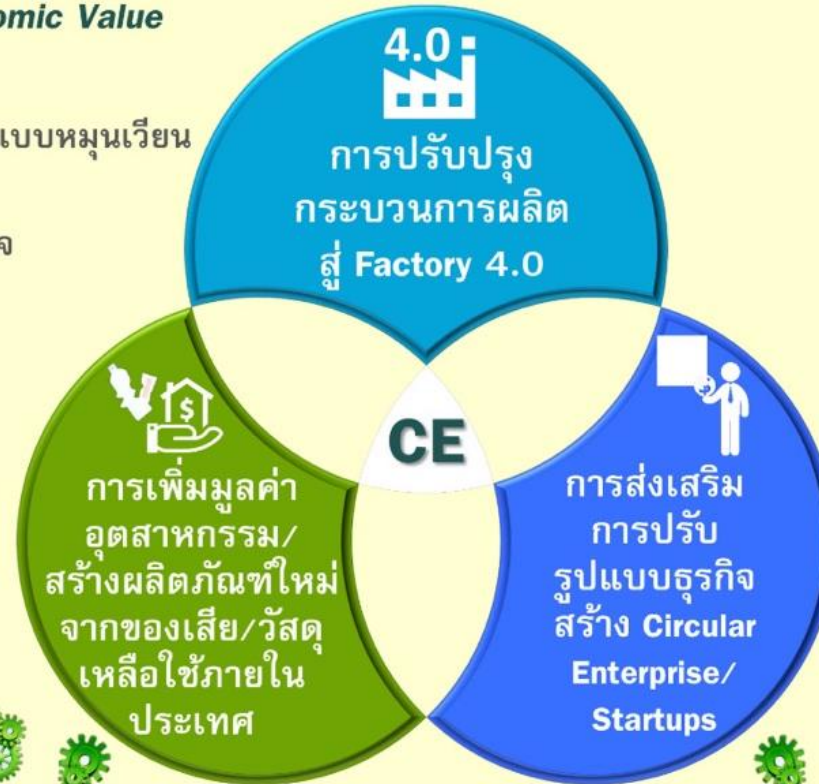 omic Value
แบบหมุนเวียน
จ
4.0
การปรับปรุง
กระบวนการผลิต
สู่ Factory 4.0
$
การเพิ่มมูลค่า
อุตสาหกรรม/
สร้างผลิตภัณฑ์ใหม่
จากของเสีย/วัสดุ
เหลือใช้ภายใน
ประเทศ
CE
การส่งเสริม
การปรับ
รูปแบบธุรกิจ
สร้าง Circular
Enterprise/
Startups